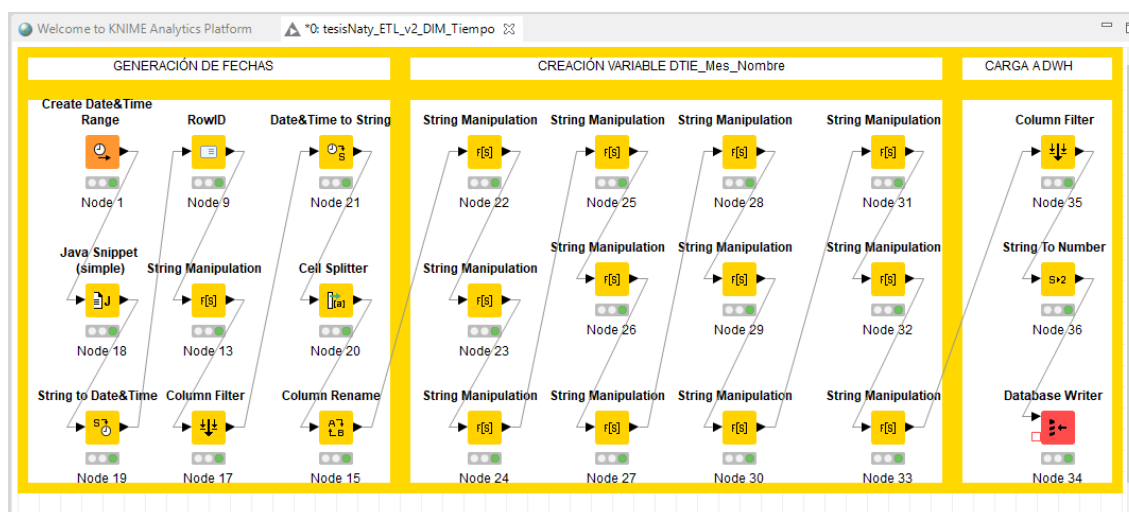 Welcome to KNIME Analytics Platform
*0: tesisNaty_ETL_v2_DIM_Tiempo
GENERACIÓN DE FECHAS
CREACIÓN VARIABLE DTIE_Mes_Nombre
CARGA A DWH
Create Date&Time
Range
RowID
Date&Time to String
String Manipulation
String Manipulation
String Manipulation
String Manipulation
Column Filter
S
f[S]
f[S]
f[S]
f[S]
Node 1
Node 9
Node 21
Node 22
Node 25
Node 28
Node 31
Node 35
Java Snippet
(simple)
String Manipulation
Cell Splitter
String Manipulation
String Manipulation
String Manipulation
String Manipulation
String To Number
J
f[S]
[a]
f[S]
f[S]
f[S]
f[S]
S▸2
Node 18
Node 13
Node 20
Node 23
Node 26
Node 29
Node 32
Node 36
String to Date&Time
Column Filter
Column Rename
String Manipulation
String Manipulation
String Manipulation
String Manipulation
Database Writer
S
A
B
f[S]
f[S]
f[S]
f[S]
Node 19
Node 17
Node 15
Node 24
Node 27
Node 30
Node 33
Node 34